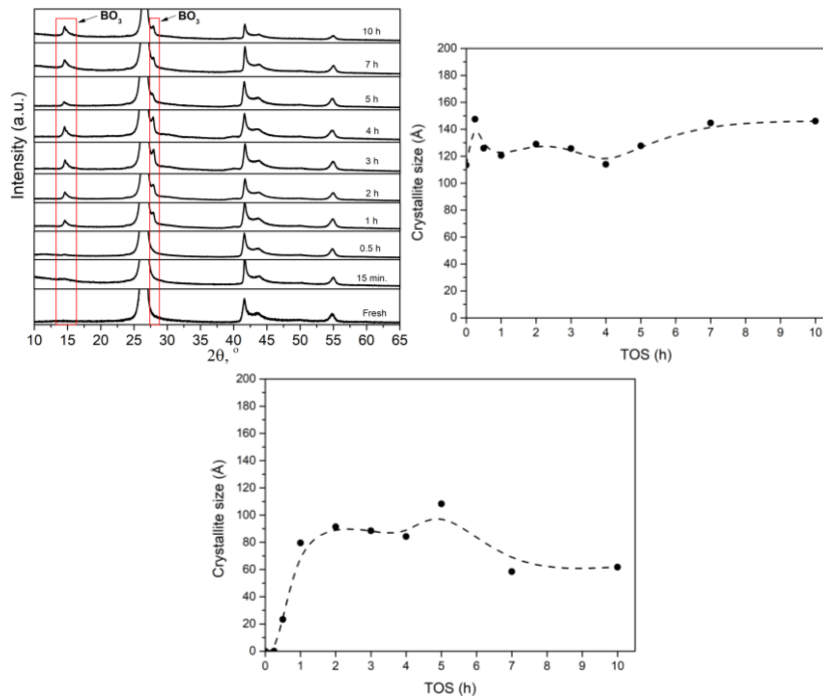 BO3
BO3
10 h
7 h
5 h
4 h
3 h
2 h
1 h
0.5 h
15 min.
Fresh
Intensity (a.u.)
10 15 20 25 30 35 40 45 50 55 60 65
2θ, °
200
180
160
140
120
100
80
60
40
20
0
Crystallite size (Å)
0 1 2 3 4 5 6 7 8 9 10
TOS (h)
200
180
160
140
120
100
80
60
40
20
0
Crystallite size (Å)
0 1 2 3 4 5 6 7 8 9 10
TOS (h)